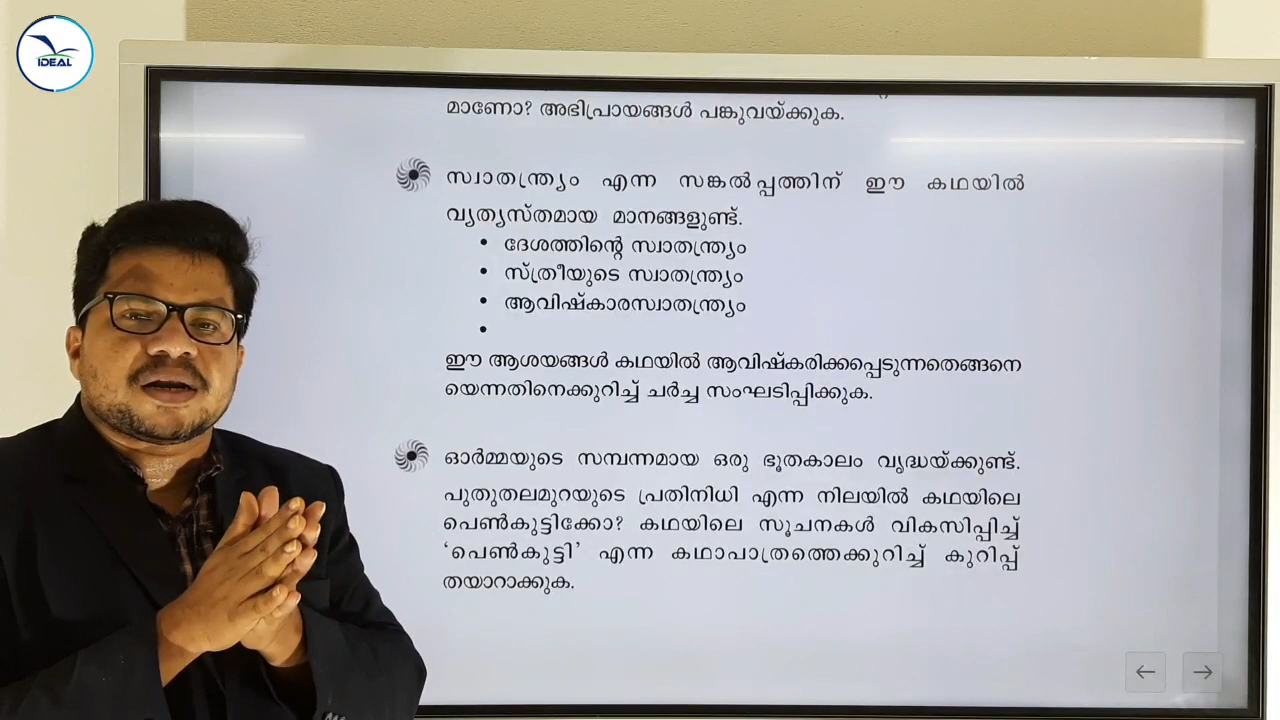 IDEAL
മാണോ? അഭിപ്രായങ്ങൾ പങ്കുവയ്ക്കുക.
സ്വാതന്ത്ര്യം എന്ന സങ്കൽപ്പത്തിന് ഈ കഥയിൽ
വ്യത്യസ്തമായ മാനങ്ങളുണ്ട്.
• ദേശത്തിന്റെ സ്വാതന്ത്ര്യം
• സ്ത്രീയുടെ സ്വാതന്ത്ര്യം
• ആവിഷ്കാരസ്വാതന്ത്ര്യം
•
ഈ ആശയങ്ങൾ കഥയിൽ ആവിഷ്കരിക്കപ്പെടുന്നതെങ്ങനെ
യെന്നതിനെക്കുറിച്ച് ചർച്ച സംഘടിപ്പിക്കുക.
ഓർമ്മയുടെ സമ്പന്നമായ ഒരു ഭൂതകാലം വൃദ്ധയ്ക്കുണ്ട്.
പുതുതലമുറയുടെ പ്രതിനിധി എന്ന നിലയിൽ കഥയിലെ
പെൺകുട്ടിക്കോ? കഥയിലെ സൂചനകൾ വികസിപ്പിച്ച്
‘പെൺകുട്ടി’ എന്ന കഥാപാത്രത്തെക്കുറിച്ച് കുറിപ്പ്
തയാറാക്കുക.